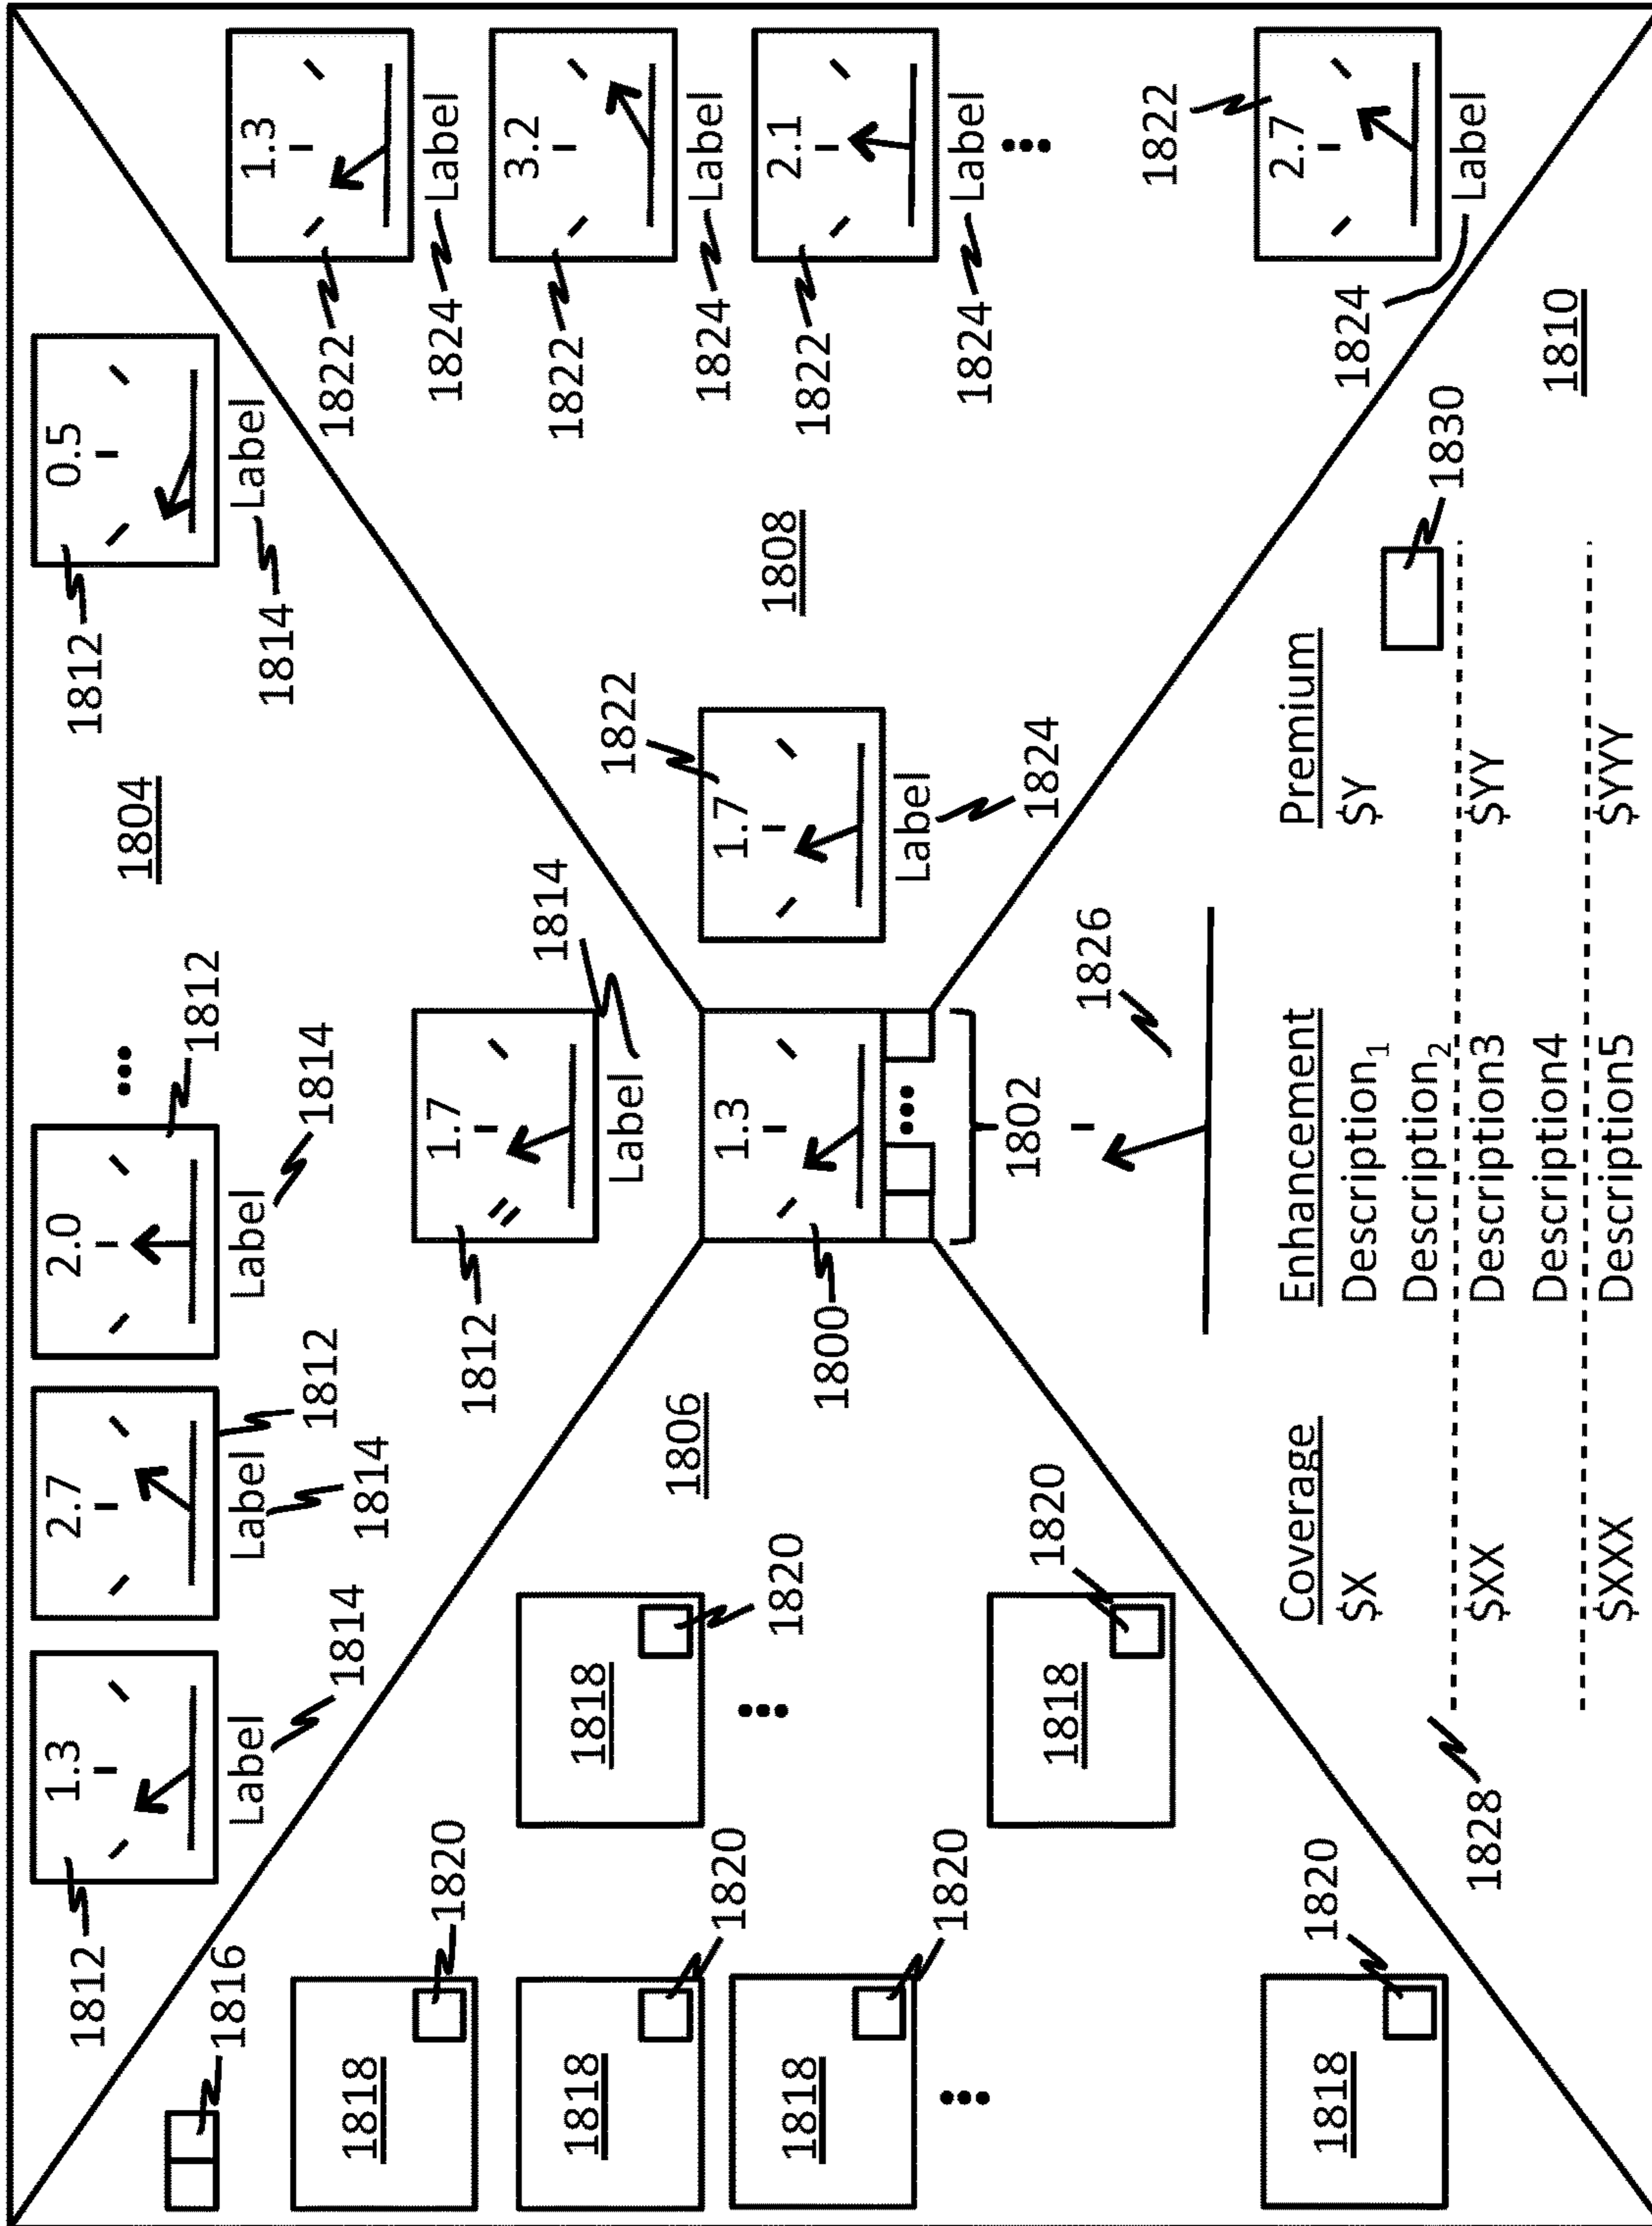 1.3 2.7 2.0 0.5
1812 1812
1804
1812
1816
Label Label Label Label
1.3
1814
1812 1814
1814 1822
1818 1814
1820 1.7 1824 Label
1812
3.2
1814 1822
1818 1818
Label 1822
1806
1824 Label
1820 1.3 1.7
1820 1808 2.1
1818 1822
1800
Label
1820 1824 Label
1802 1824
1818 1820
1826
1822
2.7
Coverage Enhancement Premium
1820
1818 $X Description1 $Y 1824
Description2
1830 Label
1828 $XX Description3 $YY
Description4 1810
$XXX Description5 $YYY